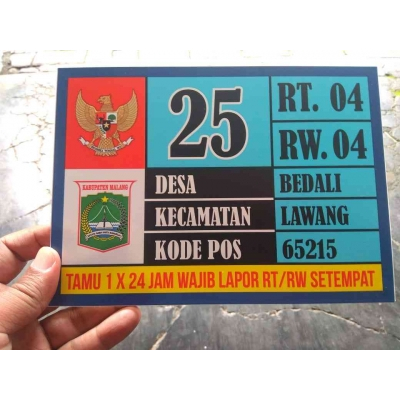 25
RT. 04
RW. 04
KABUPATEN MALANG
DESA BEDALI
KECAMATAN LAWANG
KODE POS 65215
TAMU 1 X 24 JAM WAJIB LAPOR RT/RW SETEMPAT